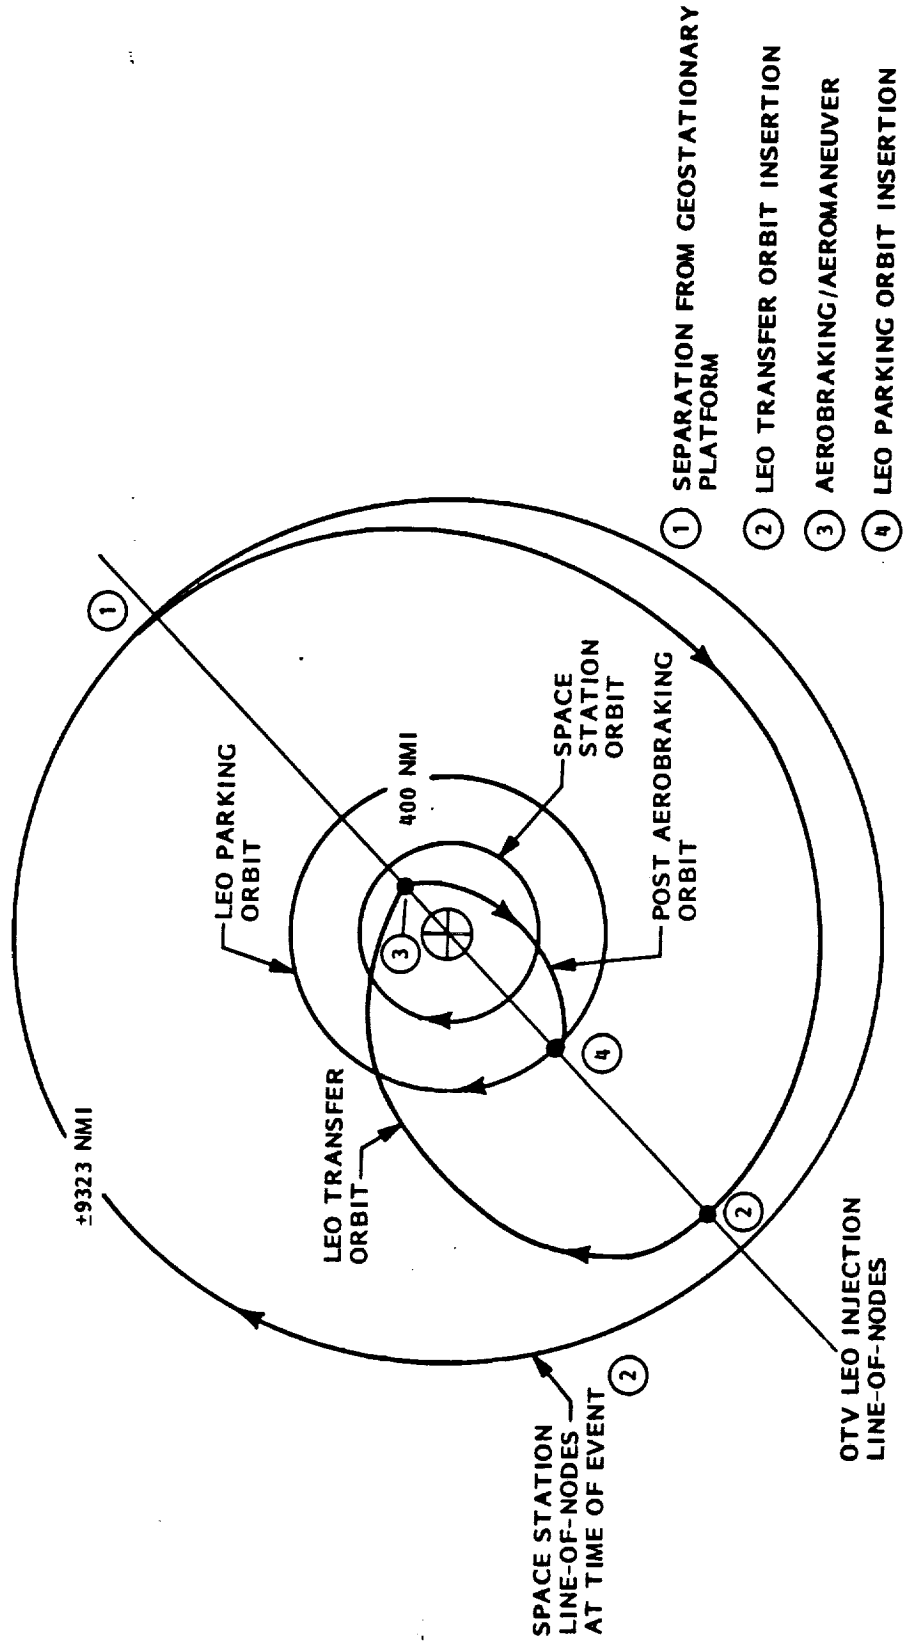 ±9323 NMI
1
LEO PARKING
ORBIT
400 NMI
3
SPACE
STATION
ORBIT
LEO TRANSFER
ORBIT
4
POST AEROBRAKING
ORBIT
SPACE STATION
LINE-OF-NODES
AT TIME OF EVENT 2
2
OTV LEO INJECTION
LINE-OF-NODES
1 SEPARATION FROM GEOSTATIONARY
PLATFORM
2 LEO TRANSFER ORBIT INSERTION
3 AEROBRAKING/AEROMANEUVER
4 LEO PARKING ORBIT INSERTION